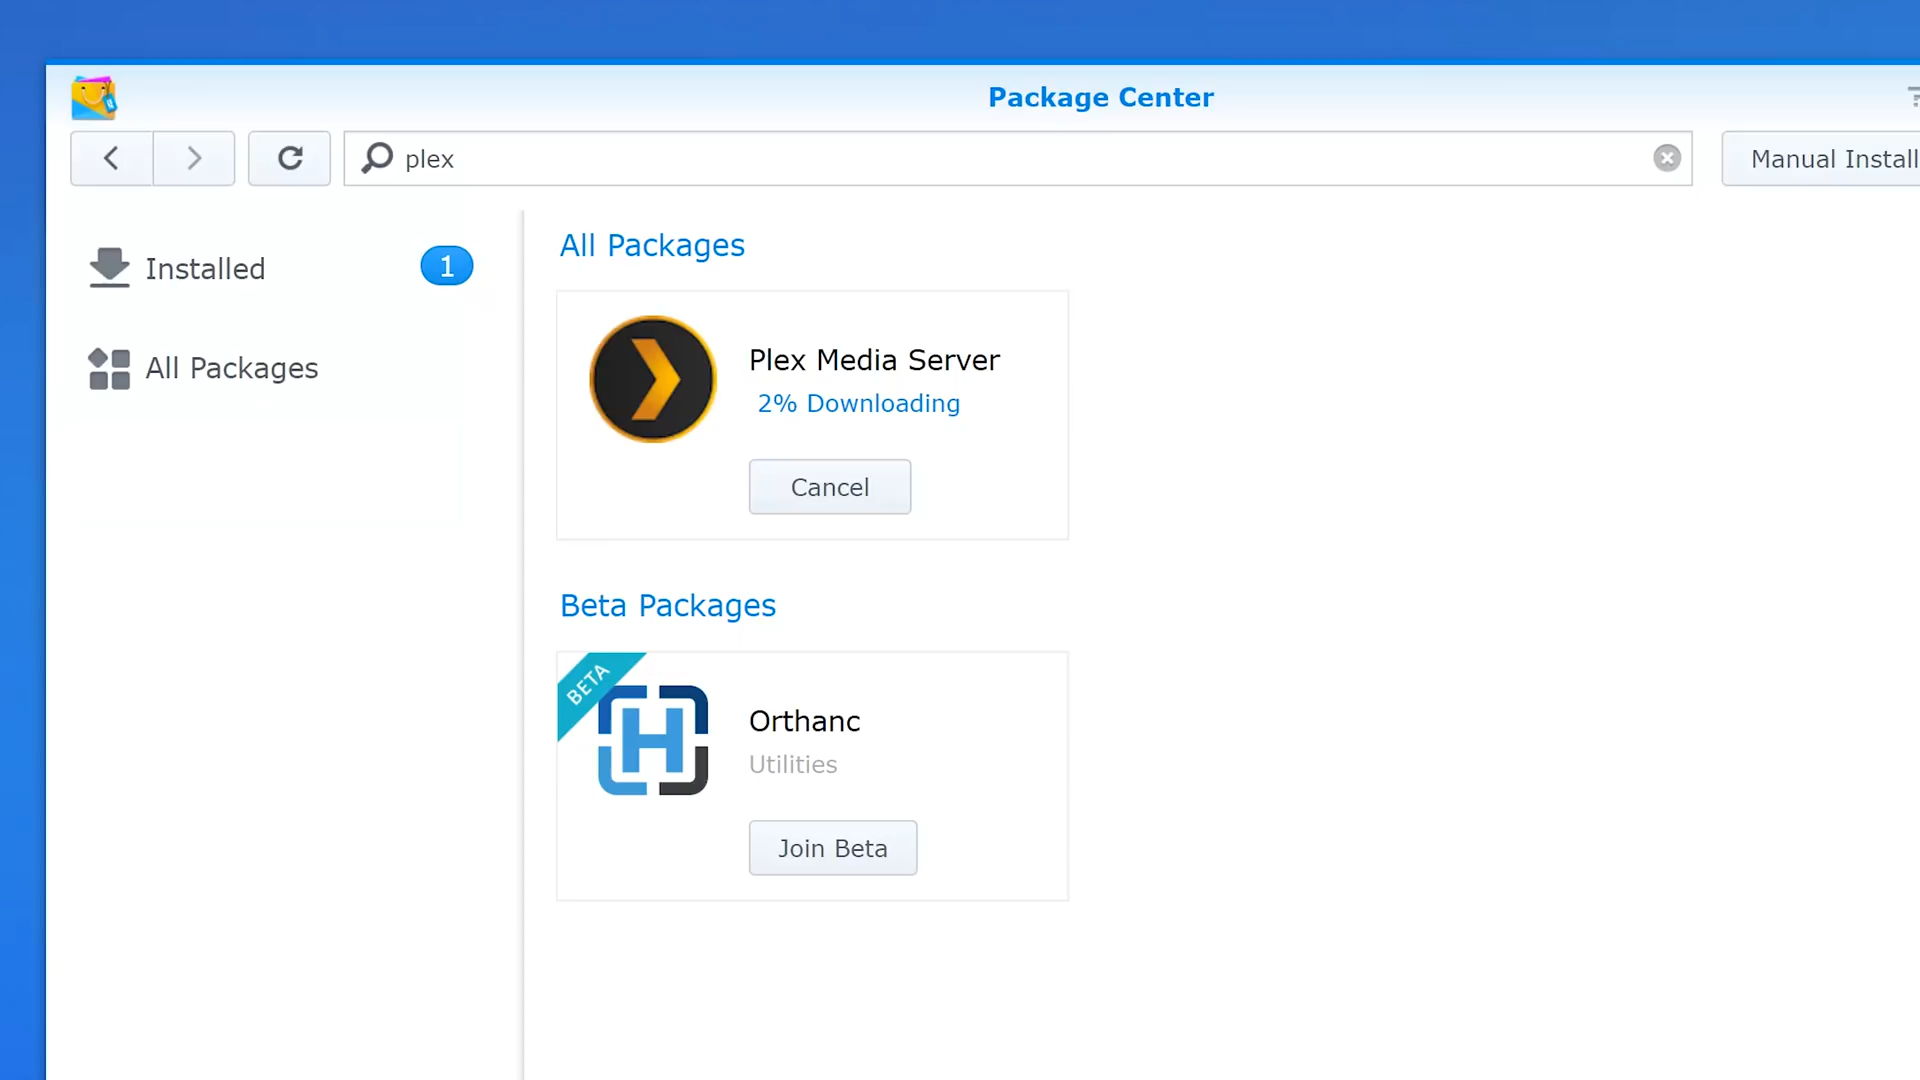 Package Center
plex
Manual Install
Installed
1
All Packages
All Packages
Plex Media Server
2% Downloading
Cancel
Beta Packages
BETA
Orthanc
Utilities
Join Beta